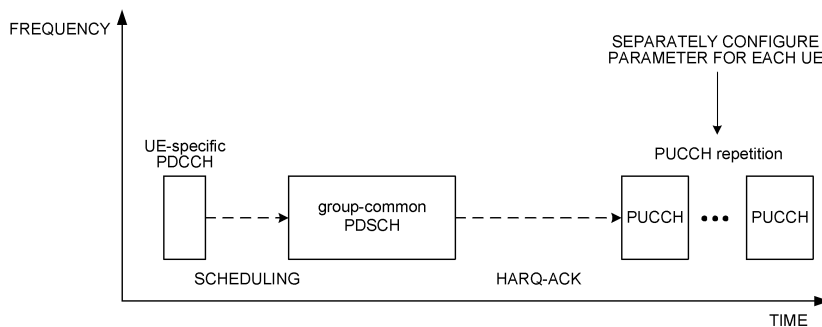 FREQUENCY
SEPARATELY CONFIGURE
PARAMETER FOR EACH UE
UE-specific
PDCCH
PUCCH repetition
group-common
PDSCH
PUCCH
PUCCH
SCHEDULING
HARQ-ACK
TIME